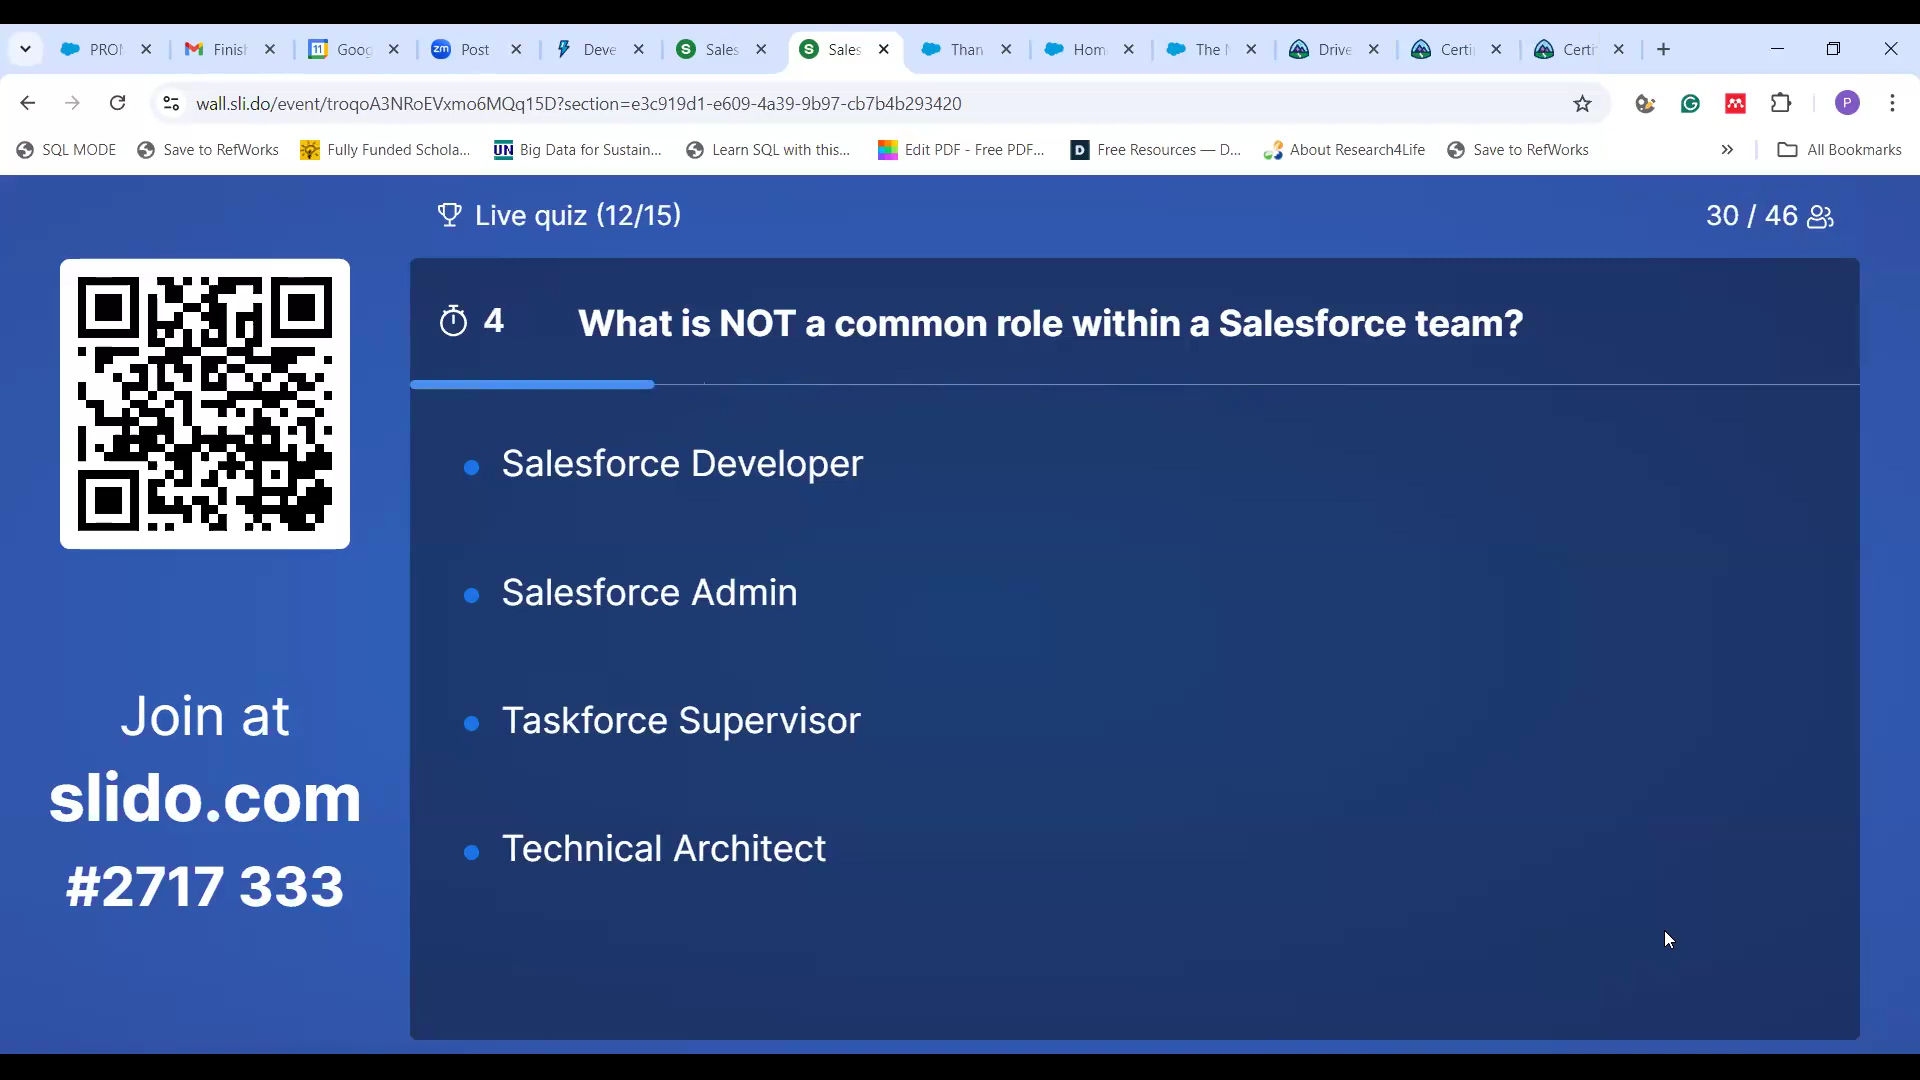 PRO
Finis
11
Goog
zm
Post
Deve
S
Sales
S
Sales
Than
Hom
The
Drive
Certi
Certi
wall.sli.do/event/troqoA3NRoEVxmo6MQq15D?section=e3c919d1-e609-4a39-9b97-cb7b4b293420
P
SQL MODE
Save to RefWorks
Fully Funded Schola...
UN
Big Data for Sustain...
Learn SQL with this...
Edit PDF - Free PDF...
D
Free Resources — D...
About Research4Life
Save to RefWorks
All Bookmarks
Live quiz (12/15)
30 / 46
4
What is NOT a common role within a Salesforce team?
Salesforce Developer
Salesforce Admin
Taskforce Supervisor
Technical Architect
Join at
slido.com
#2717 333